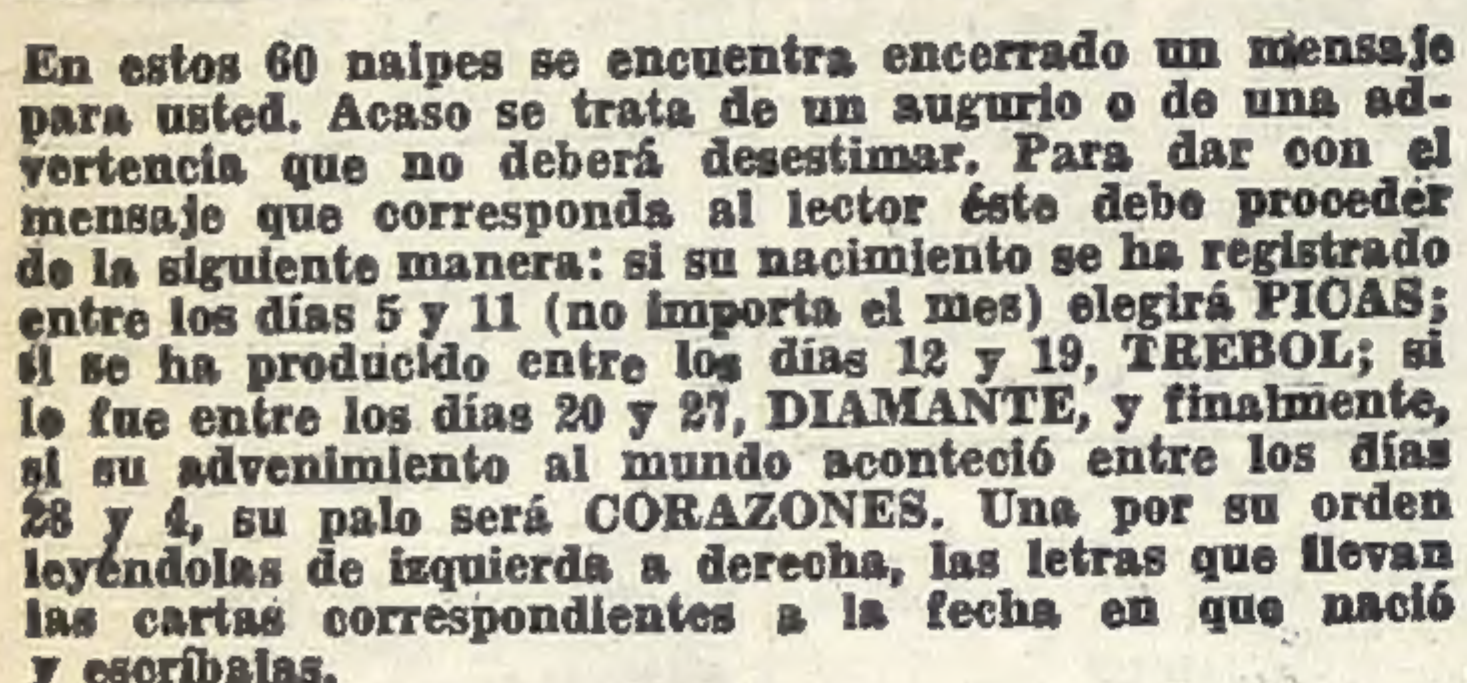 En estos 60 naipes se encuentra encerrado un mensaje
para usted. Acaso se trata de un augurio o de una ad-
vertencia que no deberá desestimar. Para dar con el
mensaje que corresponda al lector éste debe proceder
de la siguiente manera: si su nacimiento se ha registrado
entre los días 5 y 11 (no importa el mes) elegirá PICAS;
si se ha producido entre los días 12 y 19, TREBOL; si
lo fue entre los días 20 y 27, DIAMANTE, y finalmente,
si su advenimiento al mundo aconteció entre los días
28 y 4, su palo será CORAZONES. Una por su orden
leyéndolas de izquierda a derecha, las letras que llevan
las cartas correspondientes a la fecha en que nació
y escríbalas.